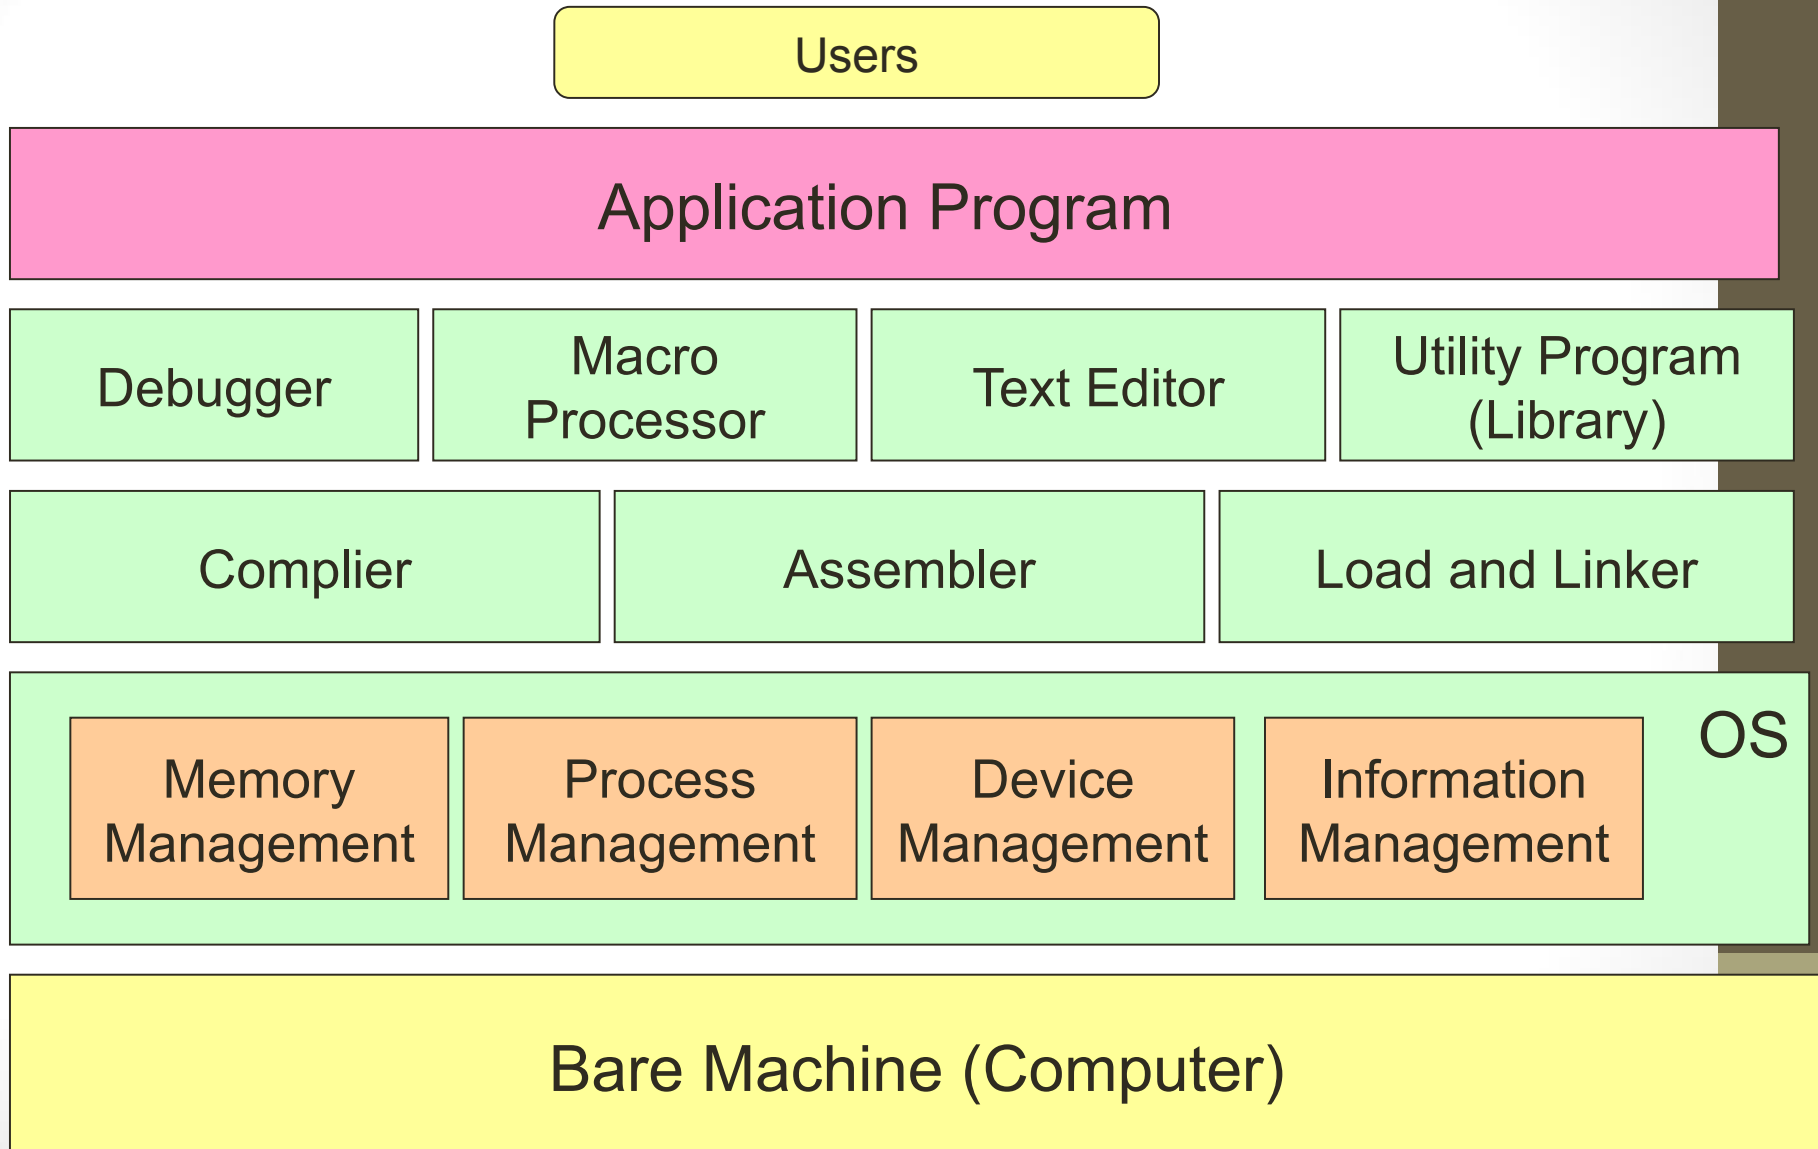 Users
Application Program
Debugger
Macro
Processor
Text Editor
Utility Program
(Library)
Complier
Assembler
Load and Linker
OS
Memory
Management
Process
Management
Device
Management
Information
Management
Bare Machine (Computer)